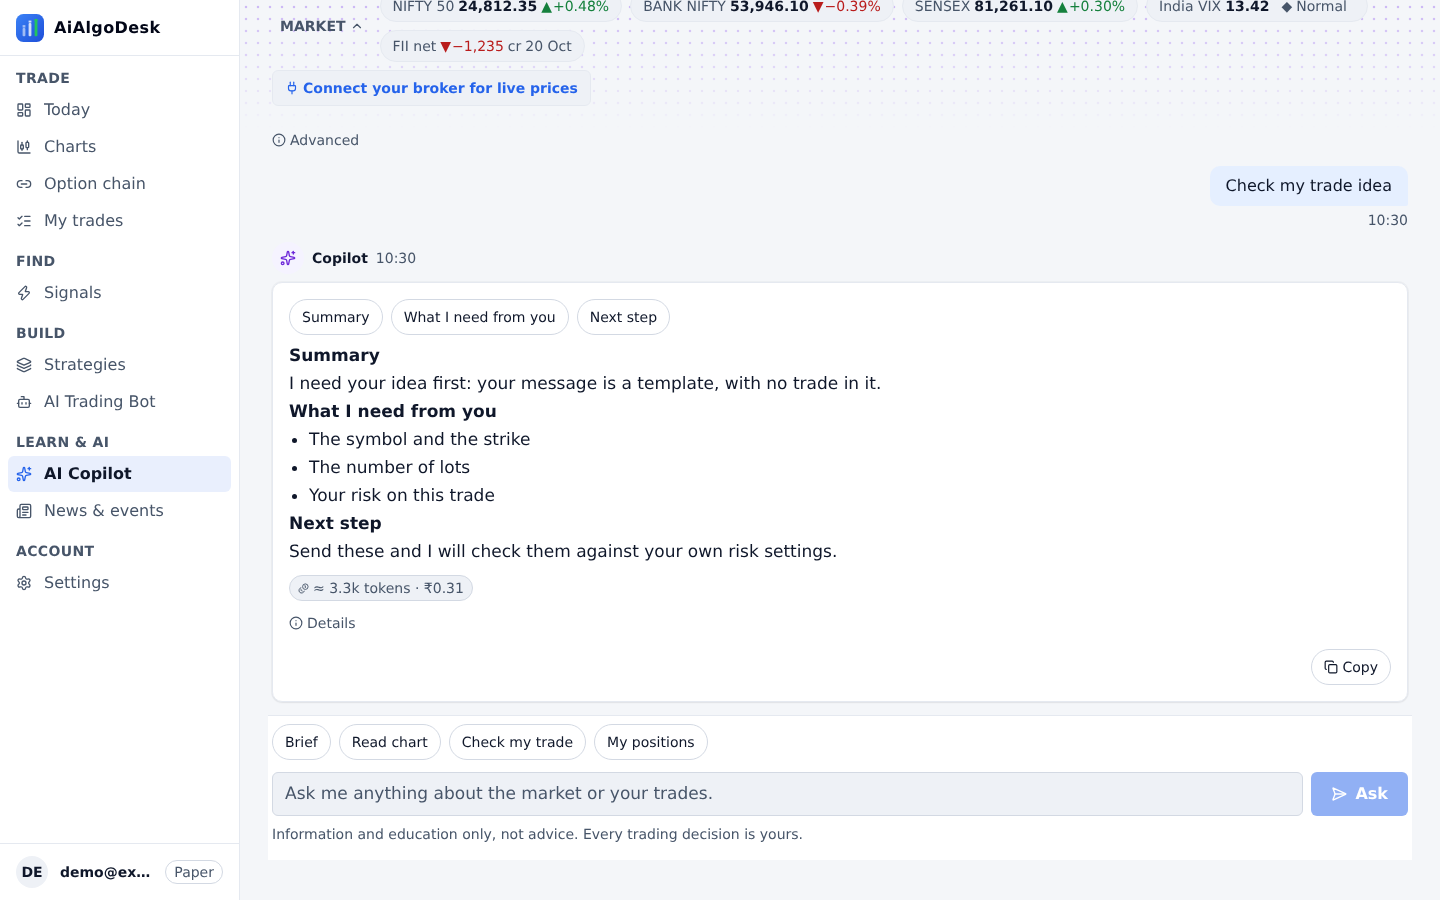 AiAlgoDesk
TRADE
Today
Charts
Option chain
My trades
FIND
Signals
BUILD
Strategies
AI Trading Bot
LEARN & AI
AI Copilot
News & events
ACCOUNT
Settings
DE demo@ex... Paper
MARKET
NIFTY 50 24,812.35 ▲+0.48% BANK NIFTY 53,946.10 ▼−0.39% SENSEX 81,261.10 ▲+0.30% India VIX 13.42 ◆ Normal
FII net ▼−1,235 cr 20 Oct
Connect your broker for live prices
Advanced
Check my trade idea
10:30
Copilot 10:30
Summary What I need from you Next step
Summary
I need your idea first: your message is a template, with no trade in it.
What I need from you
• The symbol and the strike
• The number of lots
• Your risk on this trade
Next step
Send these and I will check them against your own risk settings.
≈ 3.3k tokens · ₹0.31
Details
Copy
Brief Read chart Check my trade My positions
Ask me anything about the market or your trades.
Ask
Information and education only, not advice. Every trading decision is yours.